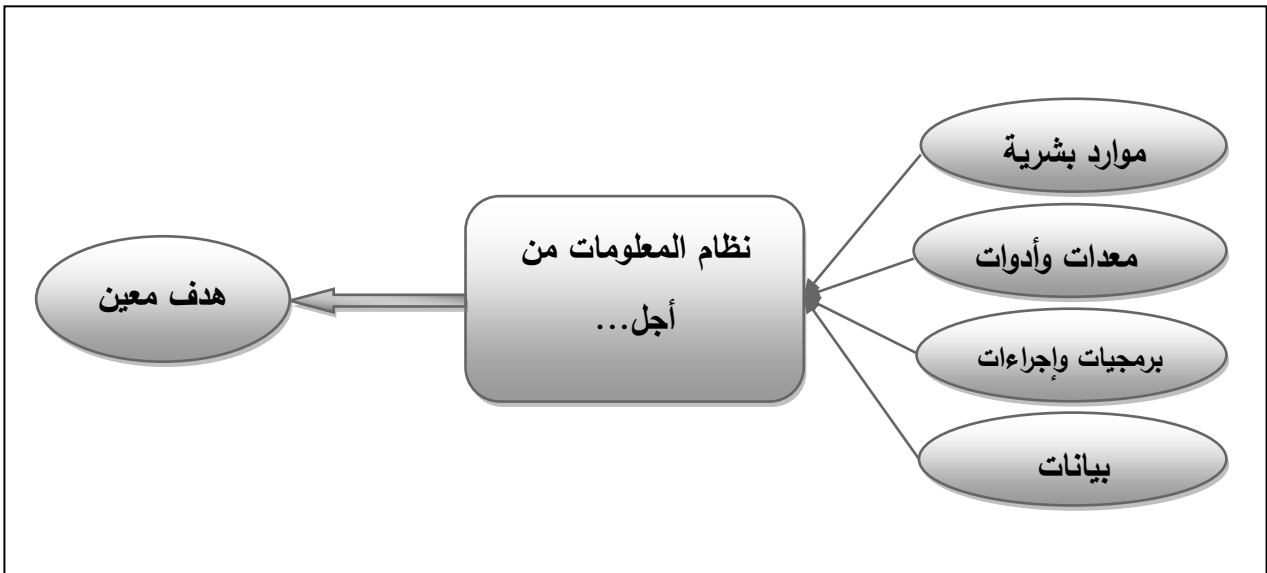 موارد بشرية
معدات وأدوات
برمجيات وإجراءات
بيانات
نظام المعلومات من
أجل...
هدف معين